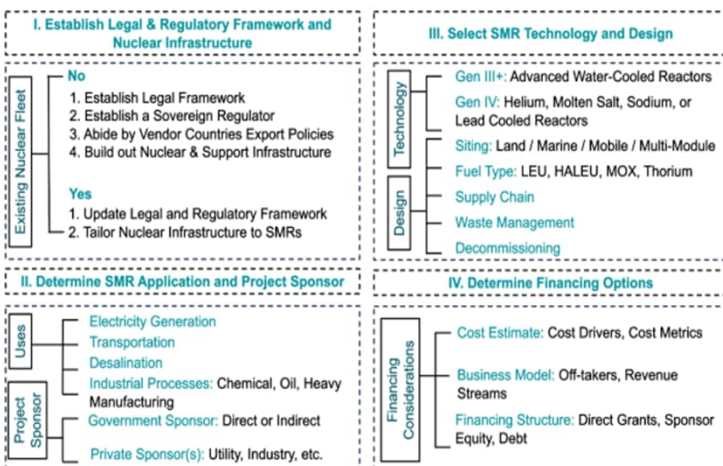 I. Establish Legal & Regulatory Framework and
Nuclear Infrastructure
Existing Nuclear Fleet
No
1. Establish Legal Framework
2. Establish a Sovereign Regulator
3. Abide by Vendor Countries Export Policies
4. Build out Nuclear & Support Infrastructure
Yes
1. Update Legal and Regulatory Framework
2. Tailor Nuclear Infrastructure to SMRs
II. Determine SMR Application and Project Sponsor
Uses
Electricity Generation
Transportation
Desalination
Industrial Processes: Chemical, Oil, Heavy
Manufacturing
Project
Sponsor
Government Sponsor: Direct or Indirect
Private Sponsor(s): Utility, Industry, etc.
III. Select SMR Technology and Design
Technology
Gen III+: Advanced Water-Cooled Reactors
Gen IV: Helium, Molten Salt, Sodium, or
Lead Cooled Reactors
Siting: Land / Marine / Mobile / Multi-Module
Fuel Type: LEU, HALEU, MOX, Thorium
Design
Supply Chain
Waste Management
Decommissioning
IV. Determine Financing Options
Financing
Considerations
Cost Estimate: Cost Drivers, Cost Metrics
Business Model: Off-takers, Revenue
Streams
Financing Structure: Direct Grants, Sponsor
Equity, Debt